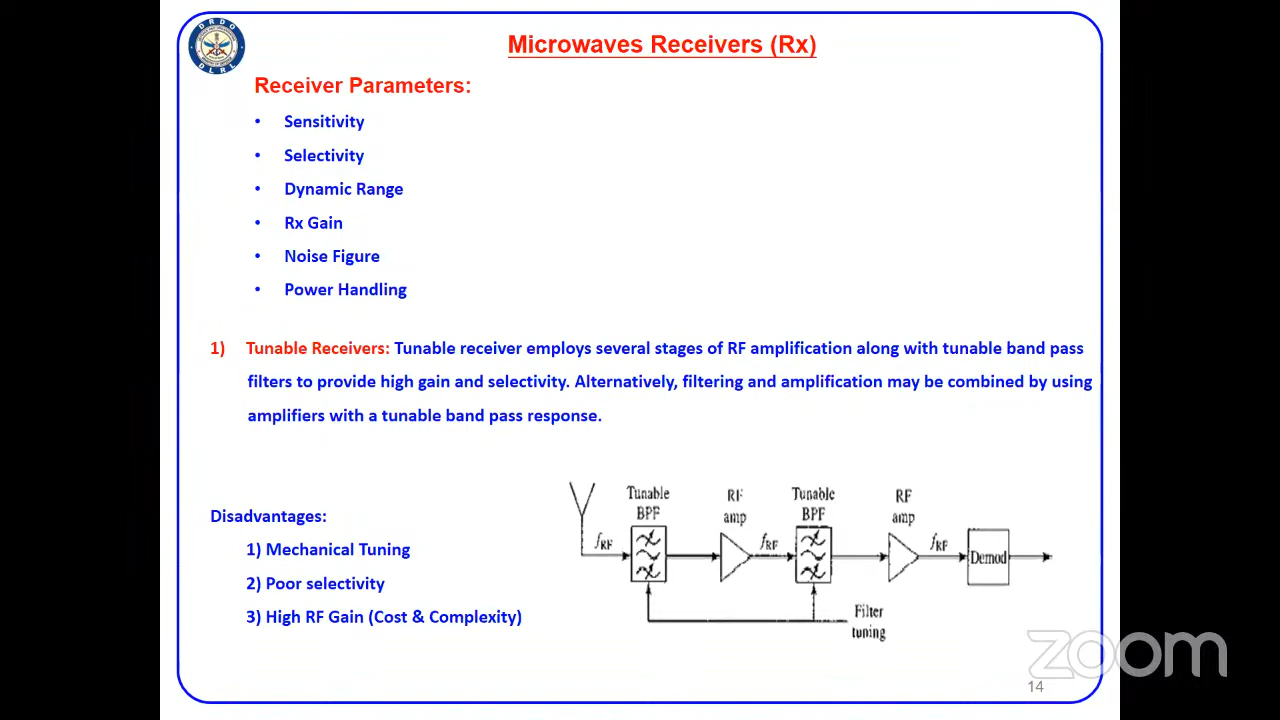 DRDO
DLRL
Microwaves Receivers (Rx)
Receiver Parameters:
• Sensitivity
• Selectivity
• Dynamic Range
• Rx Gain
• Noise Figure
• Power Handling
1) Tunable Receivers: Tunable receiver employs several stages of RF amplification along with tunable band pass
filters to provide high gain and selectivity. Alternatively, filtering and amplification may be combined by using
amplifiers with a tunable band pass response.
Disadvantages:
1) Mechanical Tuning
2) Poor selectivity
3) High RF Gain (Cost & Complexity)
Tunable
BPF
RF
amp
Tunable
BPF
RF
amp
fRF
fRF
fRF
Demod
Filter
tuning
zoom
14